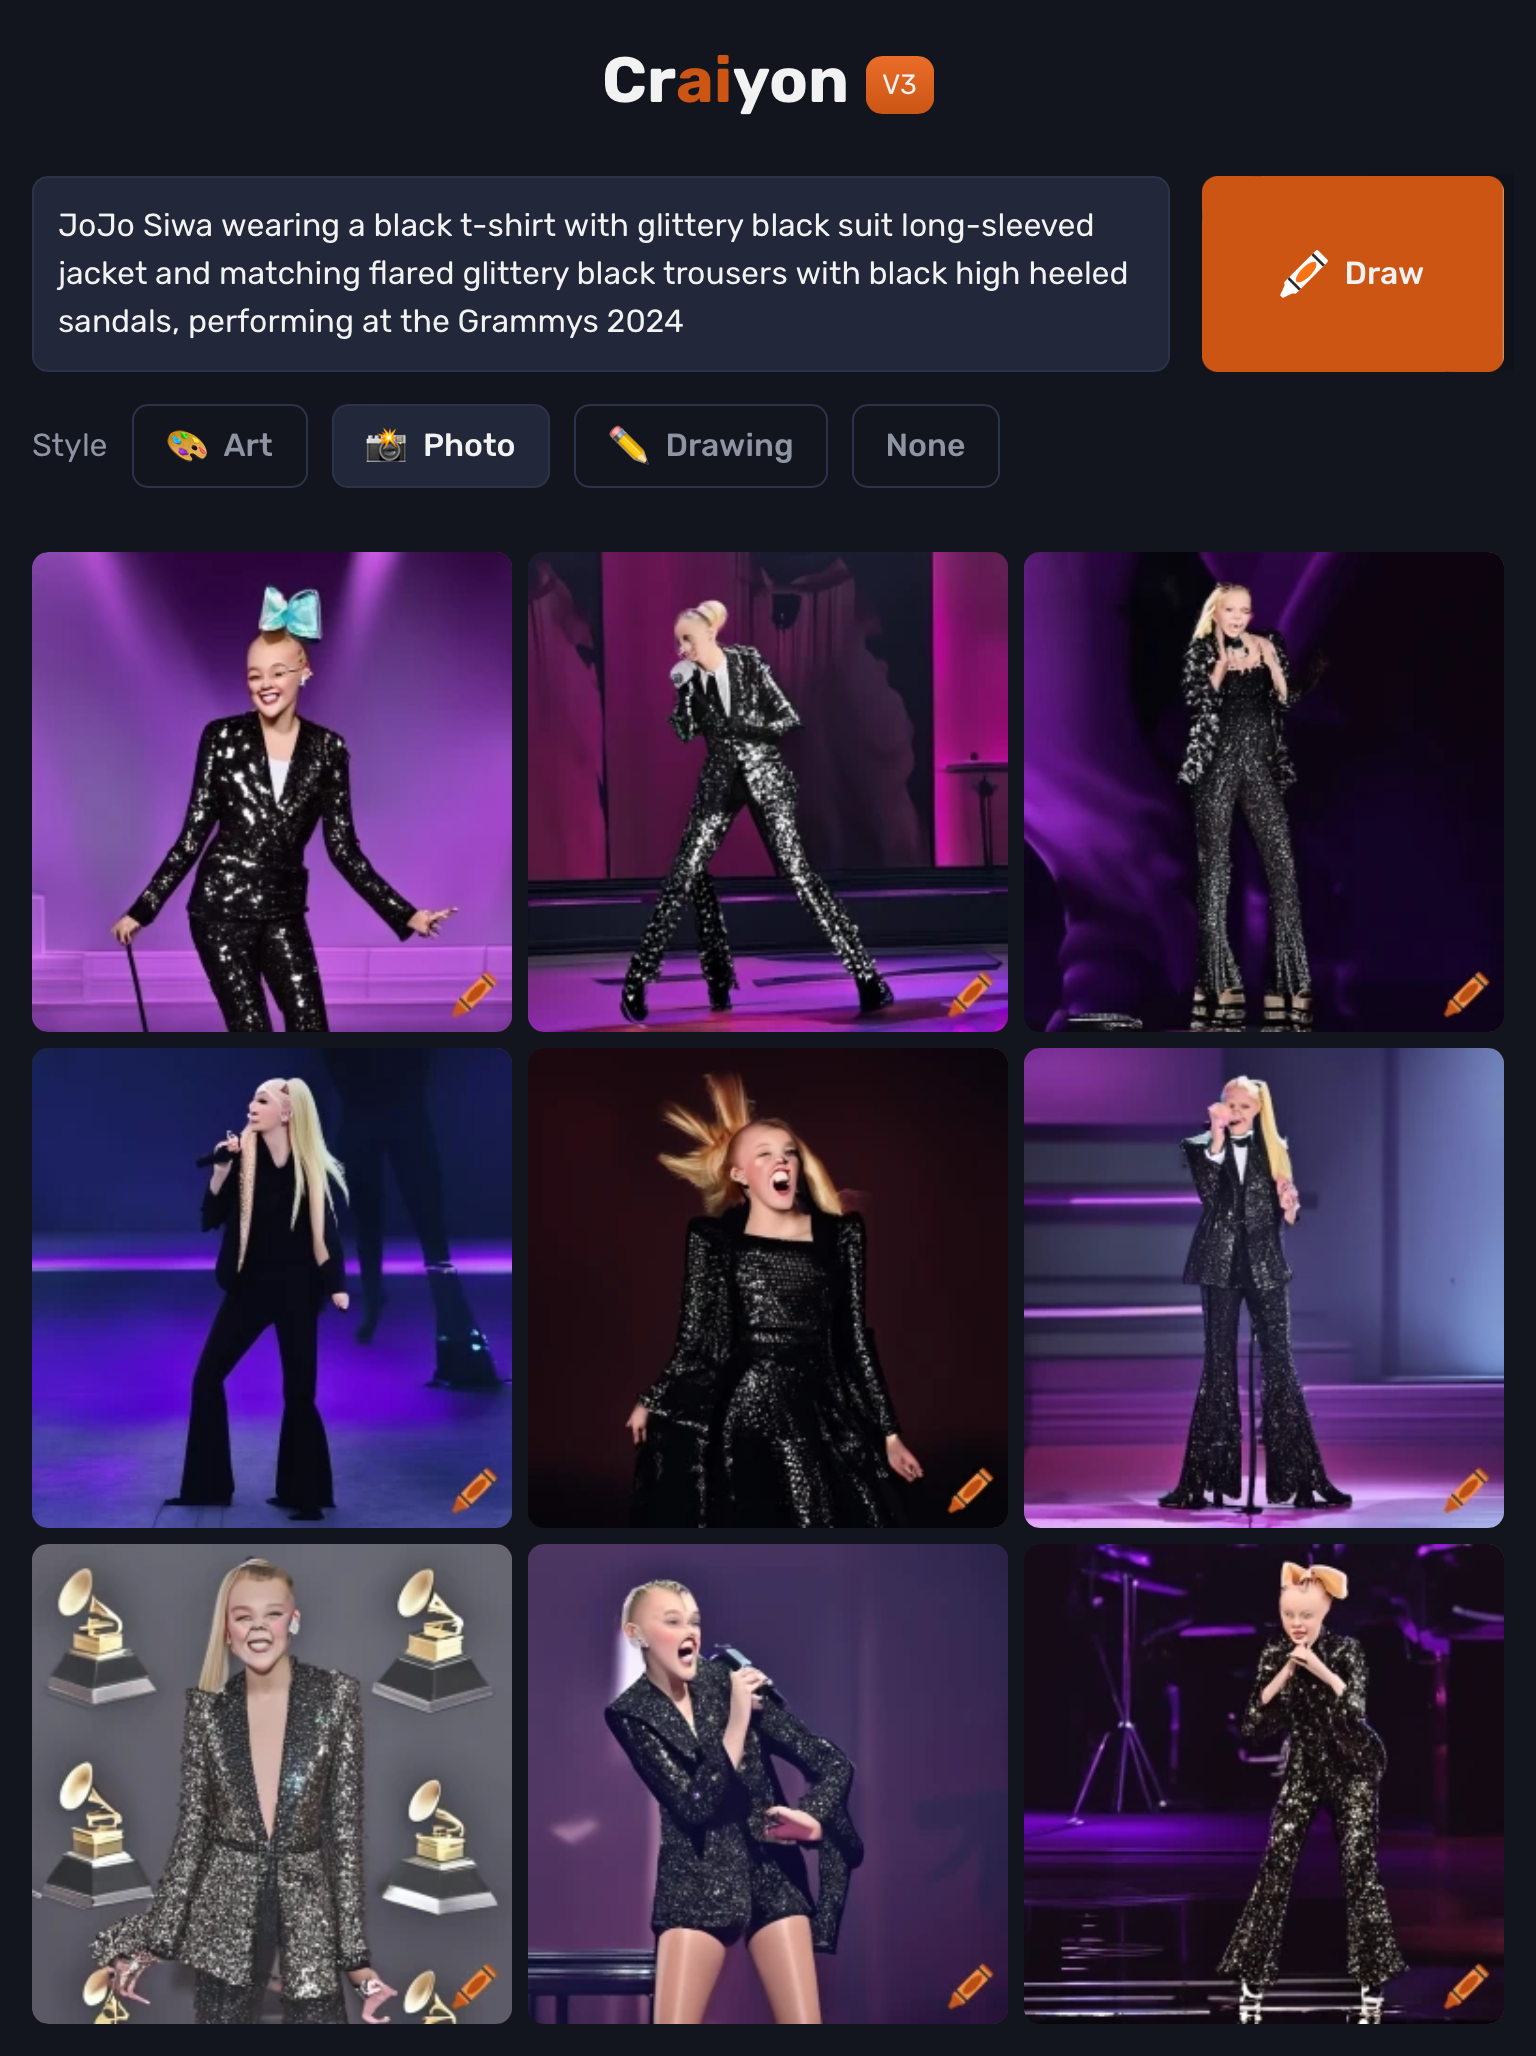 Craiyon V3
JoJo Siwa wearing a black t-shirt with glittery black suit long-sleeved
jacket and matching flared glittery black trousers with black high heeled
sandals, performing at the Grammys 2024
Draw
Style Art Photo Drawing None